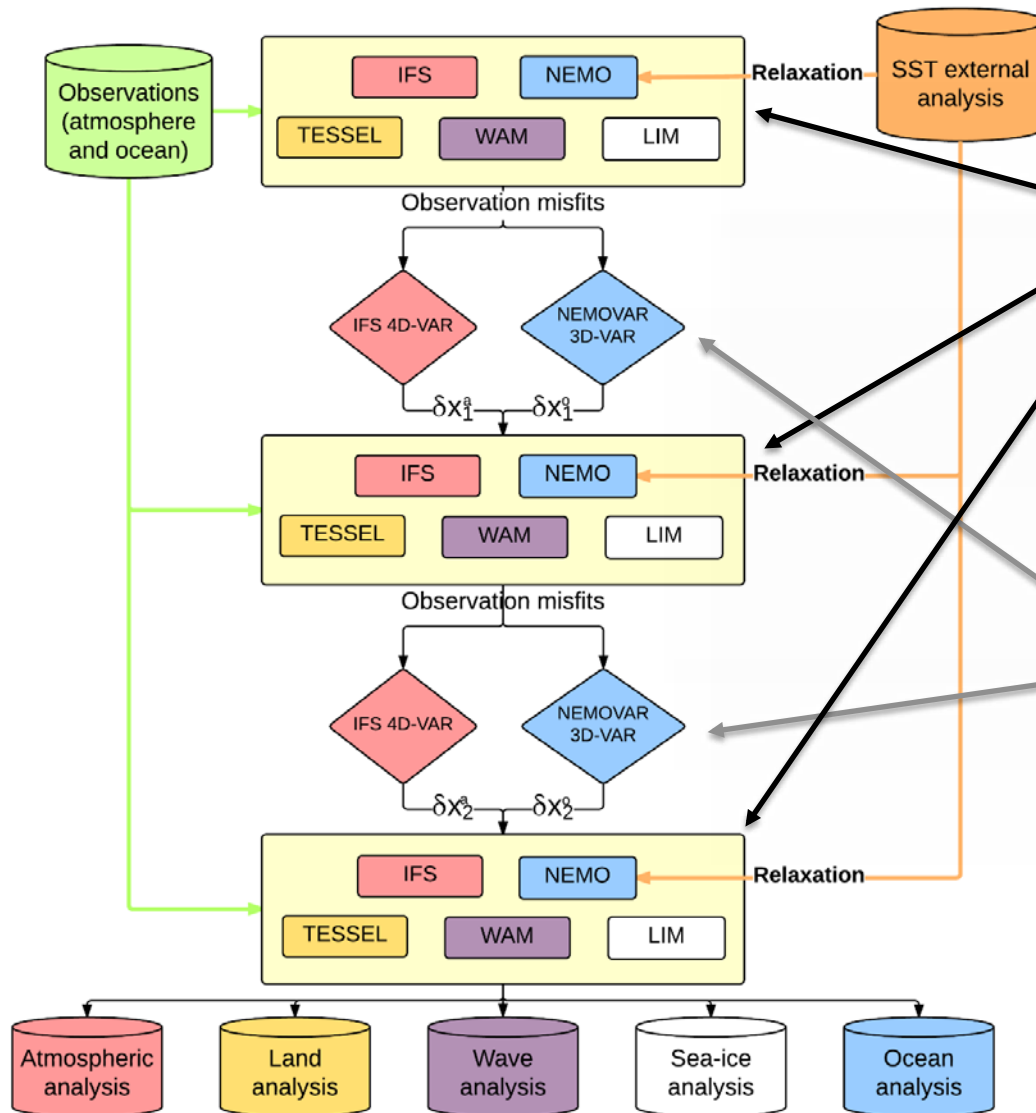 Observations
(atmosphere
and ocean)
IFS
NEMO
Relaxation
SST external
analysis
TESSEL
WAM
LIM
Observation misfits
IFS 4D-VAR
NEMOVAR
3D-VAR
δx₁ᵃ
δx₁ᵒ
IFS
NEMO
Relaxation
TESSEL
WAM
LIM
Observation misfits
IFS 4D-VAR
NEMOVAR
3D-VAR
δx₂ᵃ
δx₂ᵒ
IFS
NEMO
Relaxation
TESSEL
WAM
LIM
Atmospheric
analysis
Land
analysis
Wave
analysis
Sea-ice
analysis
Ocean
analysis